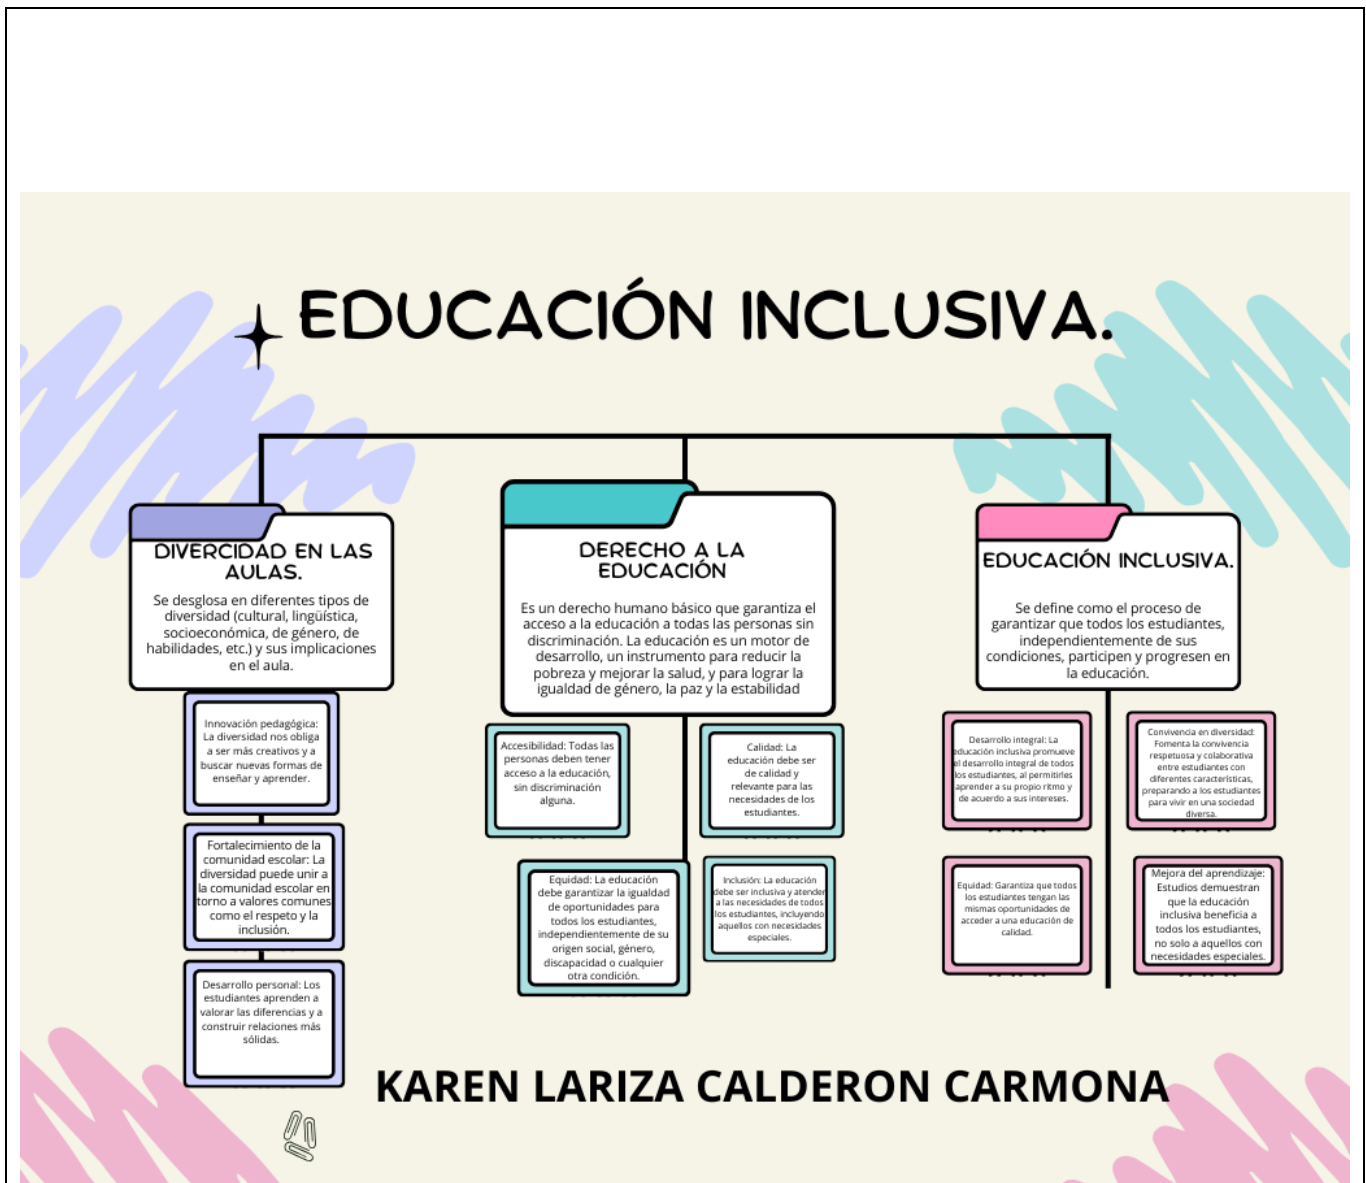 EDUCACIÓN INCLUSIVA.
DIVERCIDAD EN LAS
AULAS.
Se desglosa en diferentes tipos de
diversidad (cultural, lingüística,
socioeconómica, de género, de
habilidades, etc.) y sus implicaciones
en el aula.
Innovación pedagógica:
La diversidad nos obliga
a ser más creativos y a
buscar nuevas formas de
enseñar y aprender.
Fortalecimiento de la
comunidad escolar: La
diversidad puede unir a
la comunidad escolar en
torno a valores comunes
como el respeto y la
inclusión.
Desarrollo personal: Los
estudiantes aprenden a
valorar las diferencias y a
construir relaciones más
sólidas.
DERECHO A LA
EDUCACIÓN
Es un derecho humano básico que garantiza el
acceso a la educación a todas las personas sin
discriminación. La educación es un motor de
desarrollo, un instrumento para reducir la
pobreza y mejorar la salud, y para lograr la
igualdad de género, la paz y la estabilidad
Accesibilidad: Todas las
personas deben tener
acceso a la educación,
sin discriminación
alguna.
Calidad: La
educación debe ser
de calidad y
relevante para las
necesidades de los
estudiantes.
Equidad: La educación
debe garantizar la igualdad
de oportunidades para
todos los estudiantes,
independientemente de su
origen social, género,
discapacidad o cualquier
otra condición.
Inclusión: La educación
debe ser inclusiva y atender
a las necesidades de todos
los estudiantes, incluyendo
aquellos con necesidades
especiales.
EDUCACIÓN INCLUSIVA.
Se define como el proceso de
garantizar que todos los estudiantes,
independientemente de sus
condiciones, participen y progresen en
la educación.
Desarrollo integral: La
educación inclusiva promueve
el desarrollo integral de todos
los estudiantes, al permitirles
aprender a su propio ritmo y
de acuerdo a sus intereses.
Convivencia en diversidad:
Fomenta la convivencia
respetuosa y colaborativa
entre estudiantes con
diferentes características,
preparando a los estudiantes
para vivir en una sociedad
diversa.
Equidad: Garantiza que todos
los estudiantes tengan las
mismas oportunidades de
acceder a una educación de
calidad.
Mejora del aprendizaje:
Estudios demuestran
que la educación
inclusiva beneficia a
todos los estudiantes,
no solo a aquellos con
necesidades especiales.
KAREN LARIZA CALDERON CARMONA